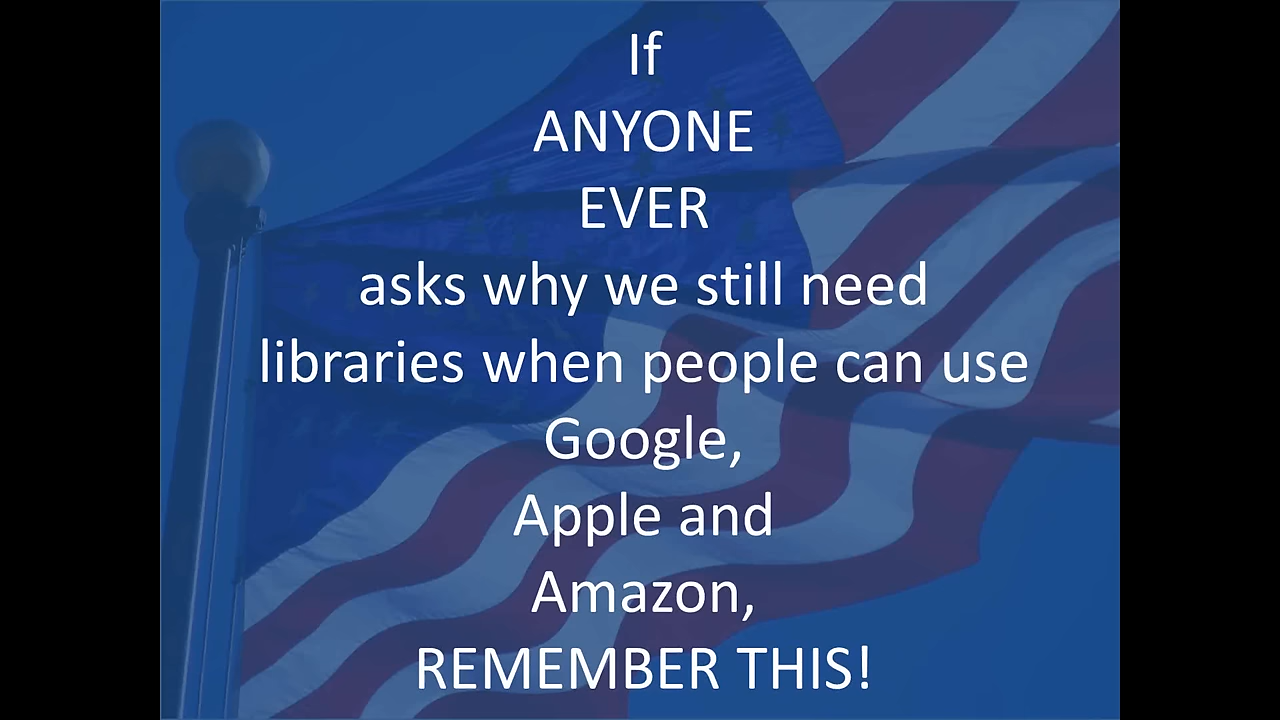 If
ANYONE
EVER
asks why we still need
libraries when people can use
Google,
Apple and
Amazon,
REMEMBER THIS!